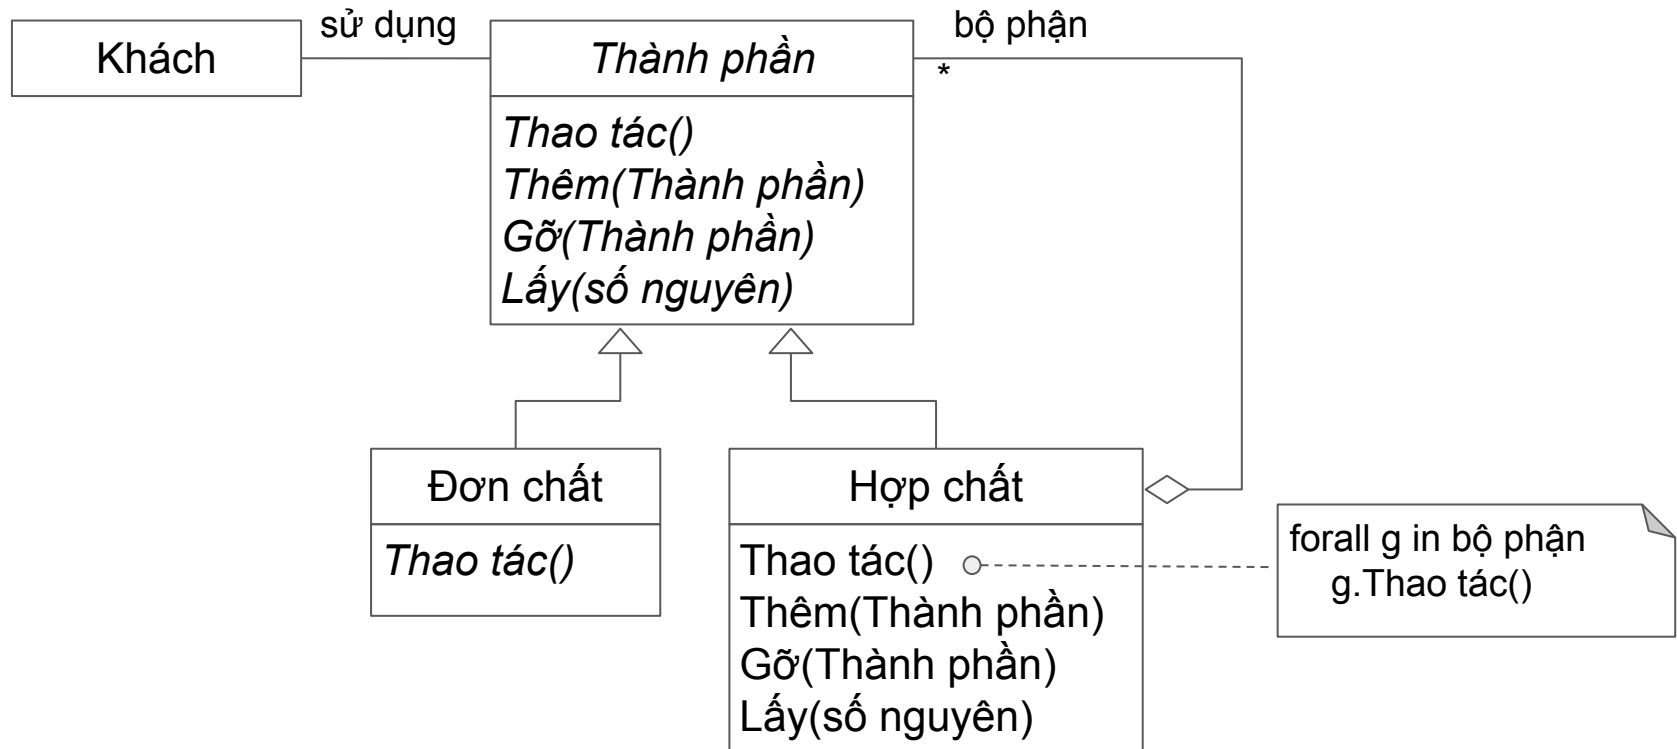 Khách
sử dụng
Thành phần
bộ phận
*
Thao tác()
Thêm(Thành phần)
Gỡ(Thành phần)
Lấy(số nguyên)
Đơn chất
Thao tác()
Hợp chất
Thao tác()
Thêm(Thành phần)
Gỡ(Thành phần)
Lấy(số nguyên)
forall g in bộ phận
g.Thao tác()